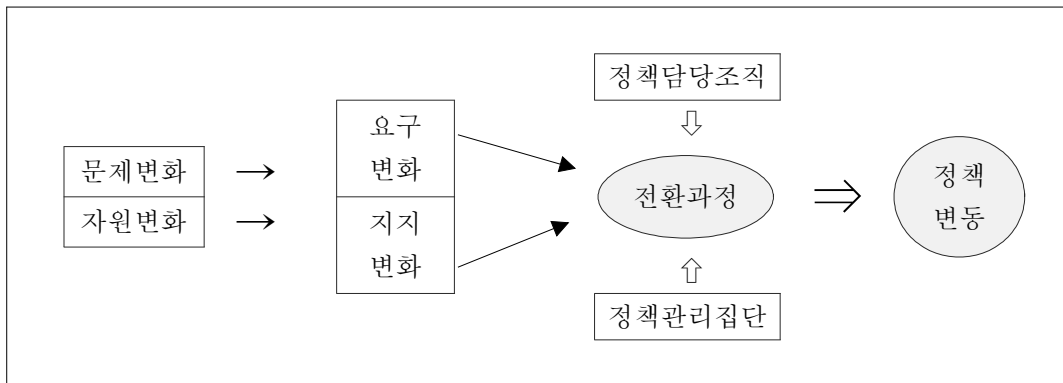 문제변화
자원변화
요구
변화
지지
변화
정책담당조직
전환과정
정책관리집단
정책
변동